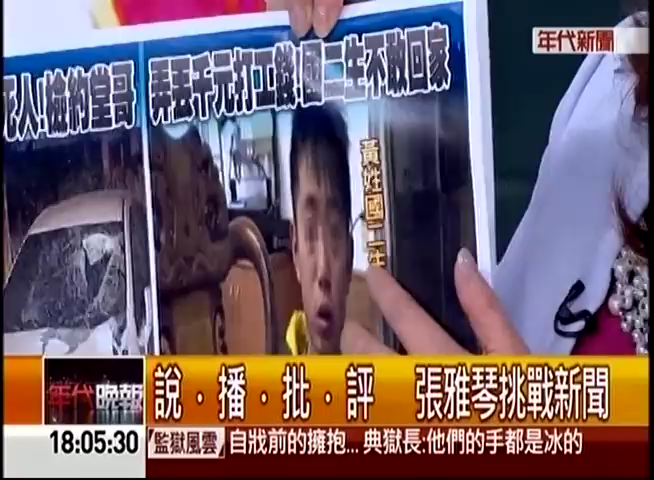 年代新聞
死人!檢約堂哥
弄丟千元打工錢!國二生不敢回家
黃姓國二生
年代晚報
說・播・批・評 張雅琴挑戰新聞
18:05:30
監獄風雲
自戕前的擁抱... 典獄長:他們的手都是冰的